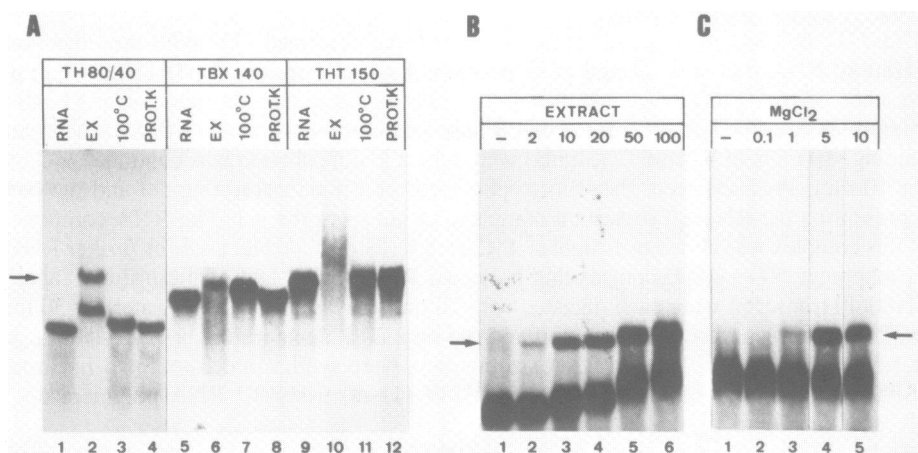 A
B
C
TH 80/40
TBX 140
THT 150
RNA
EX
100°C
PROT.K
RNA
EX
100°C
PROT.K
RNA
EX
100°C
PROT.K
EXTRACT
– 2 10 20 50 100
MgCl2
– 0.1 1 5 10
1 2 3 4 5 6 7 8 9 10 11 12
1 2 3 4 5 6
1 2 3 4 5